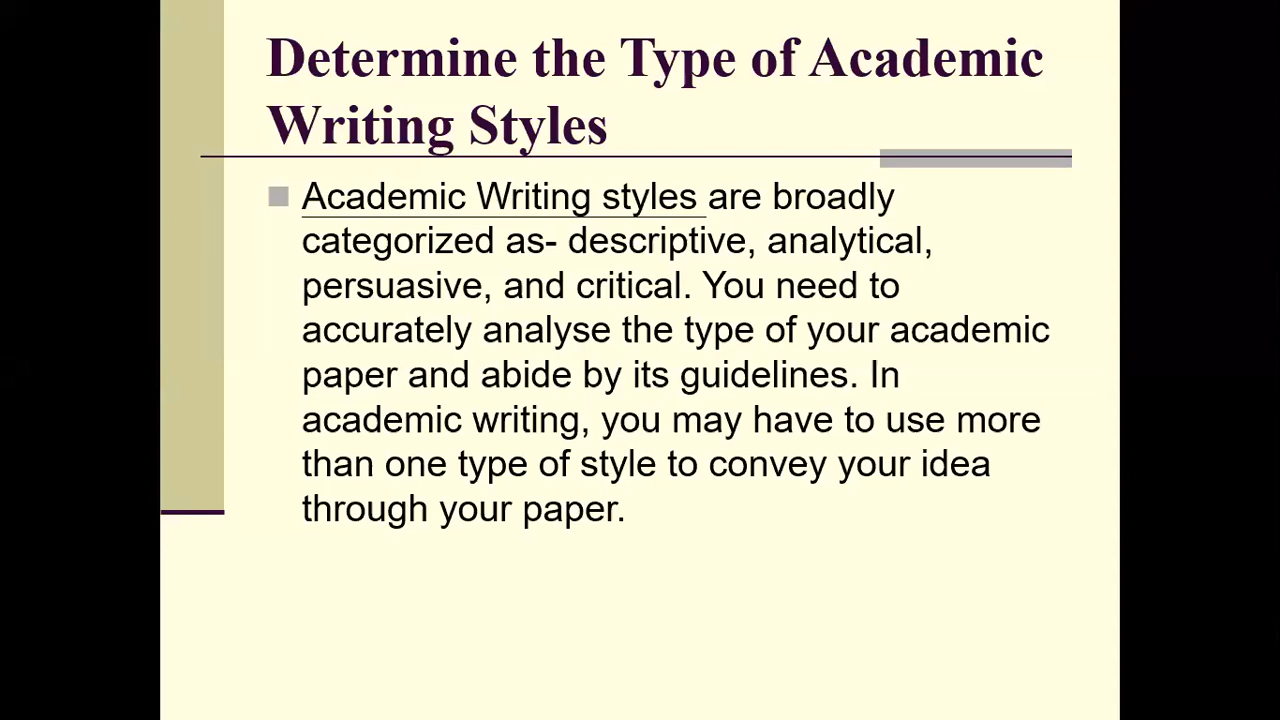 Determine the Type of Academic
Writing Styles
Academic Writing styles are broadly
categorized as- descriptive, analytical,
persuasive, and critical. You need to
accurately analyse the type of your academic
paper and abide by its guidelines. In
academic writing, you may have to use more
than one type of style to convey your idea
through your paper.